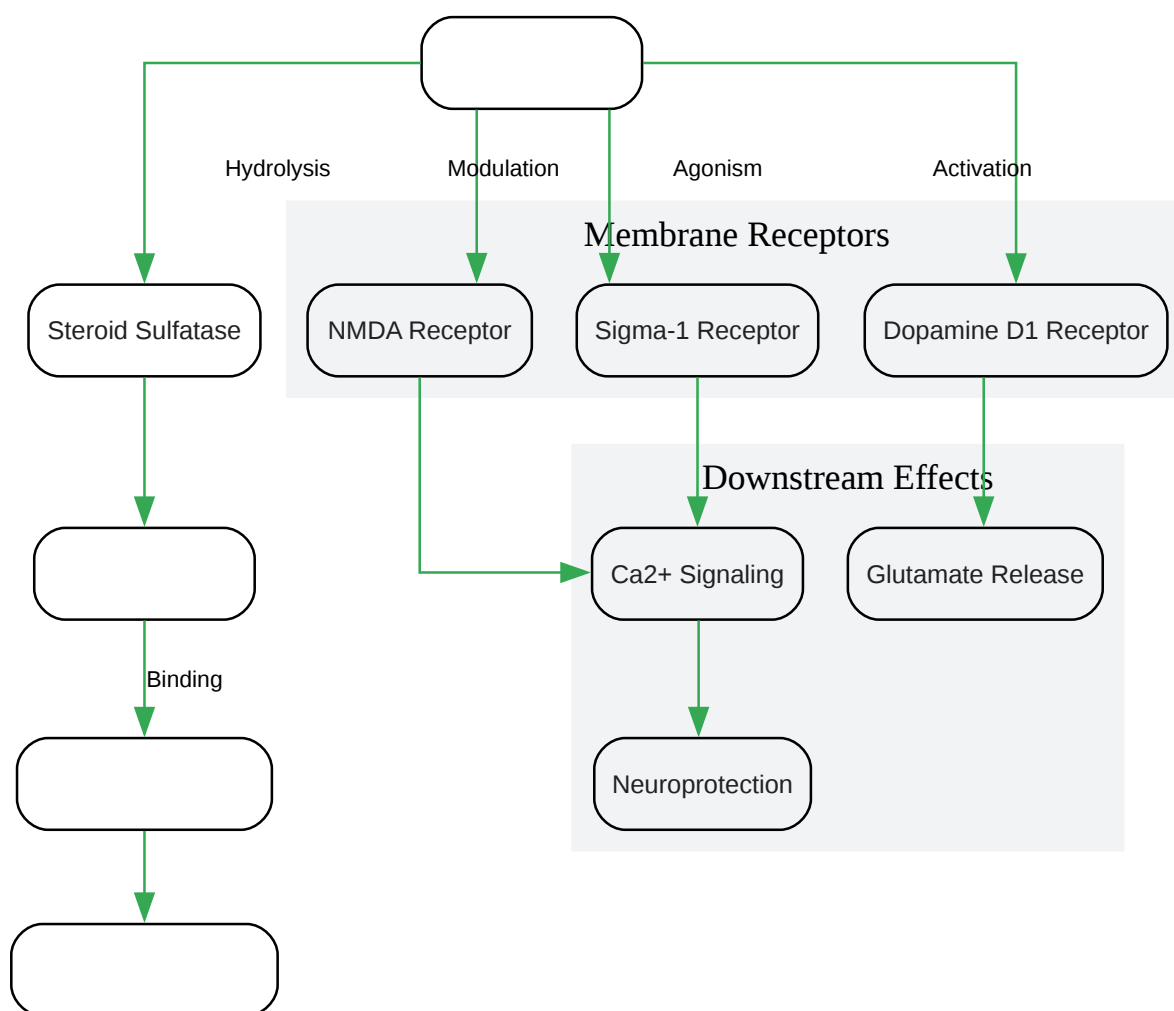 Hydrolysis
Modulation
Agonism
Activation
Membrane Receptors
Steroid Sulfatase
NMDA Receptor
Sigma-1 Receptor
Dopamine D1 Receptor
Downstream Effects
Ca2+ Signaling
Glutamate Release
Binding
Neuroprotection